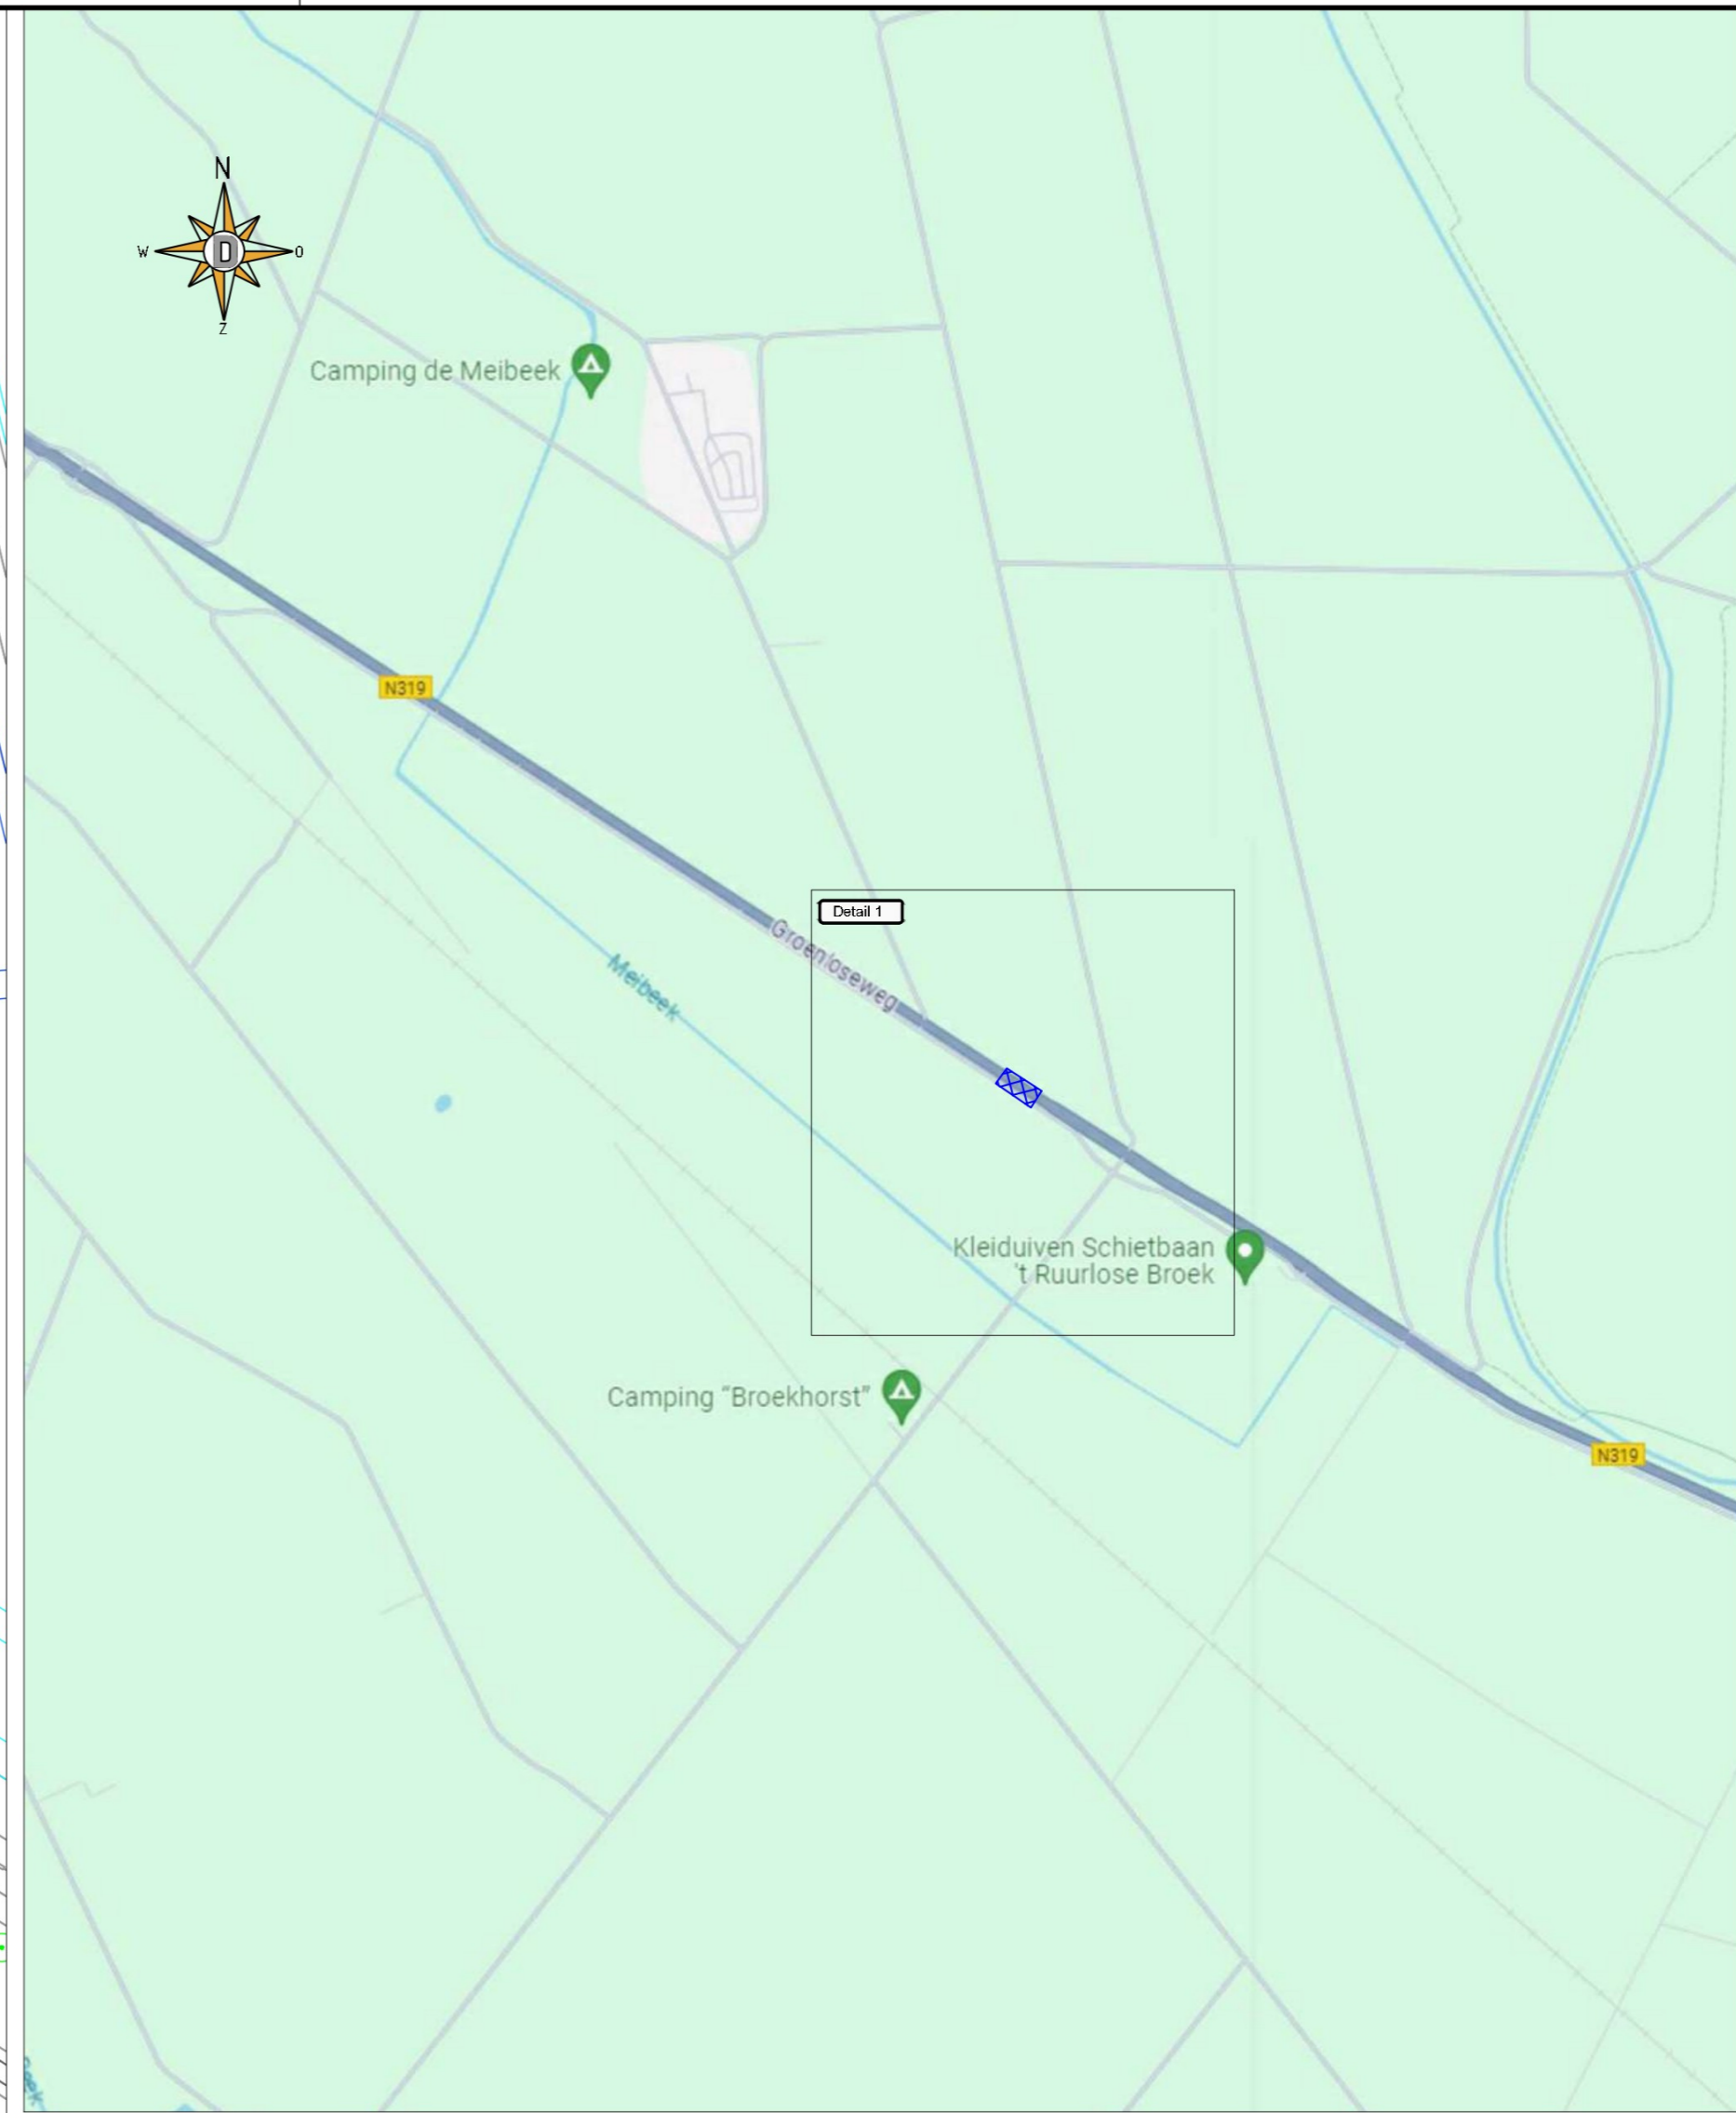 N
W
D
O
Z
Camping de Meibeek
N319
Detail 1
Groenloseweg
Meibeek
Kleiduiven Schietbaan
't Ruurlose Broek
Camping “Broekhorst”
N319